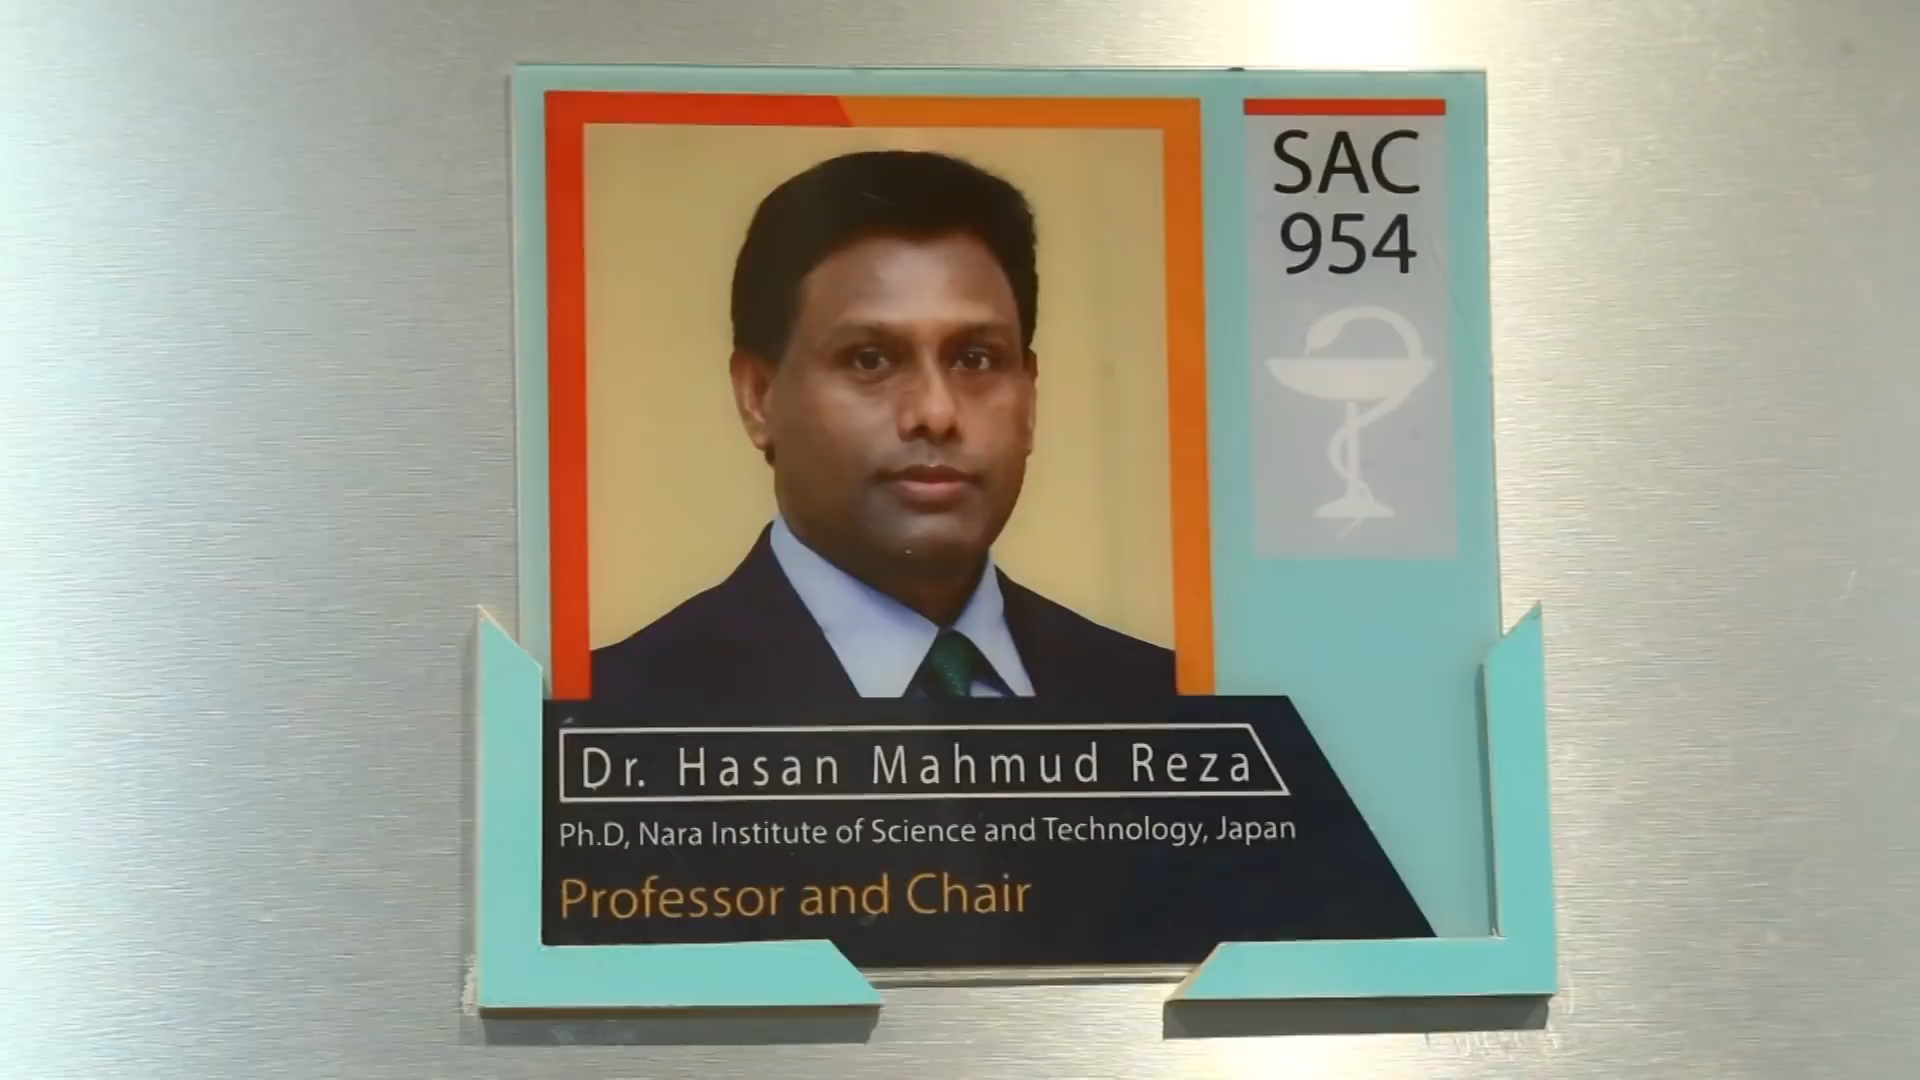 SAC
954
Dr. Hasan Mahmud Reza
Ph.D, Nara Institute of Science and Technology, Japan
Professor and Chair